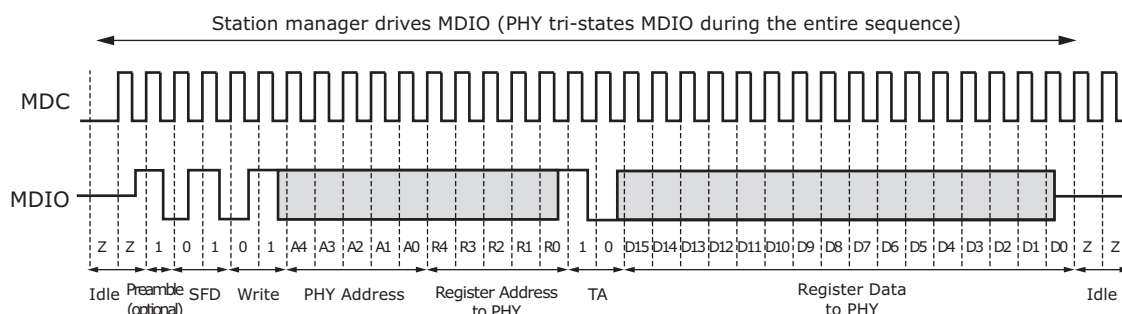 Station manager drives MDIO (PHY tri-states MDIO during the entire sequence)
MDC
MDIO
Z Z 1 0 1 0 1 A4 A3 A2 A1 A0 R4 R3 R2 R1 R0 1 0 D15 D14 D13 D12 D11 D10 D9 D8 D7 D6 D5 D4 D3 D2 D1 D0 Z Z
Idle Preamble SFD Write PHY Address Register Address TA Register Data Idle
(optional) to PHY to PHY